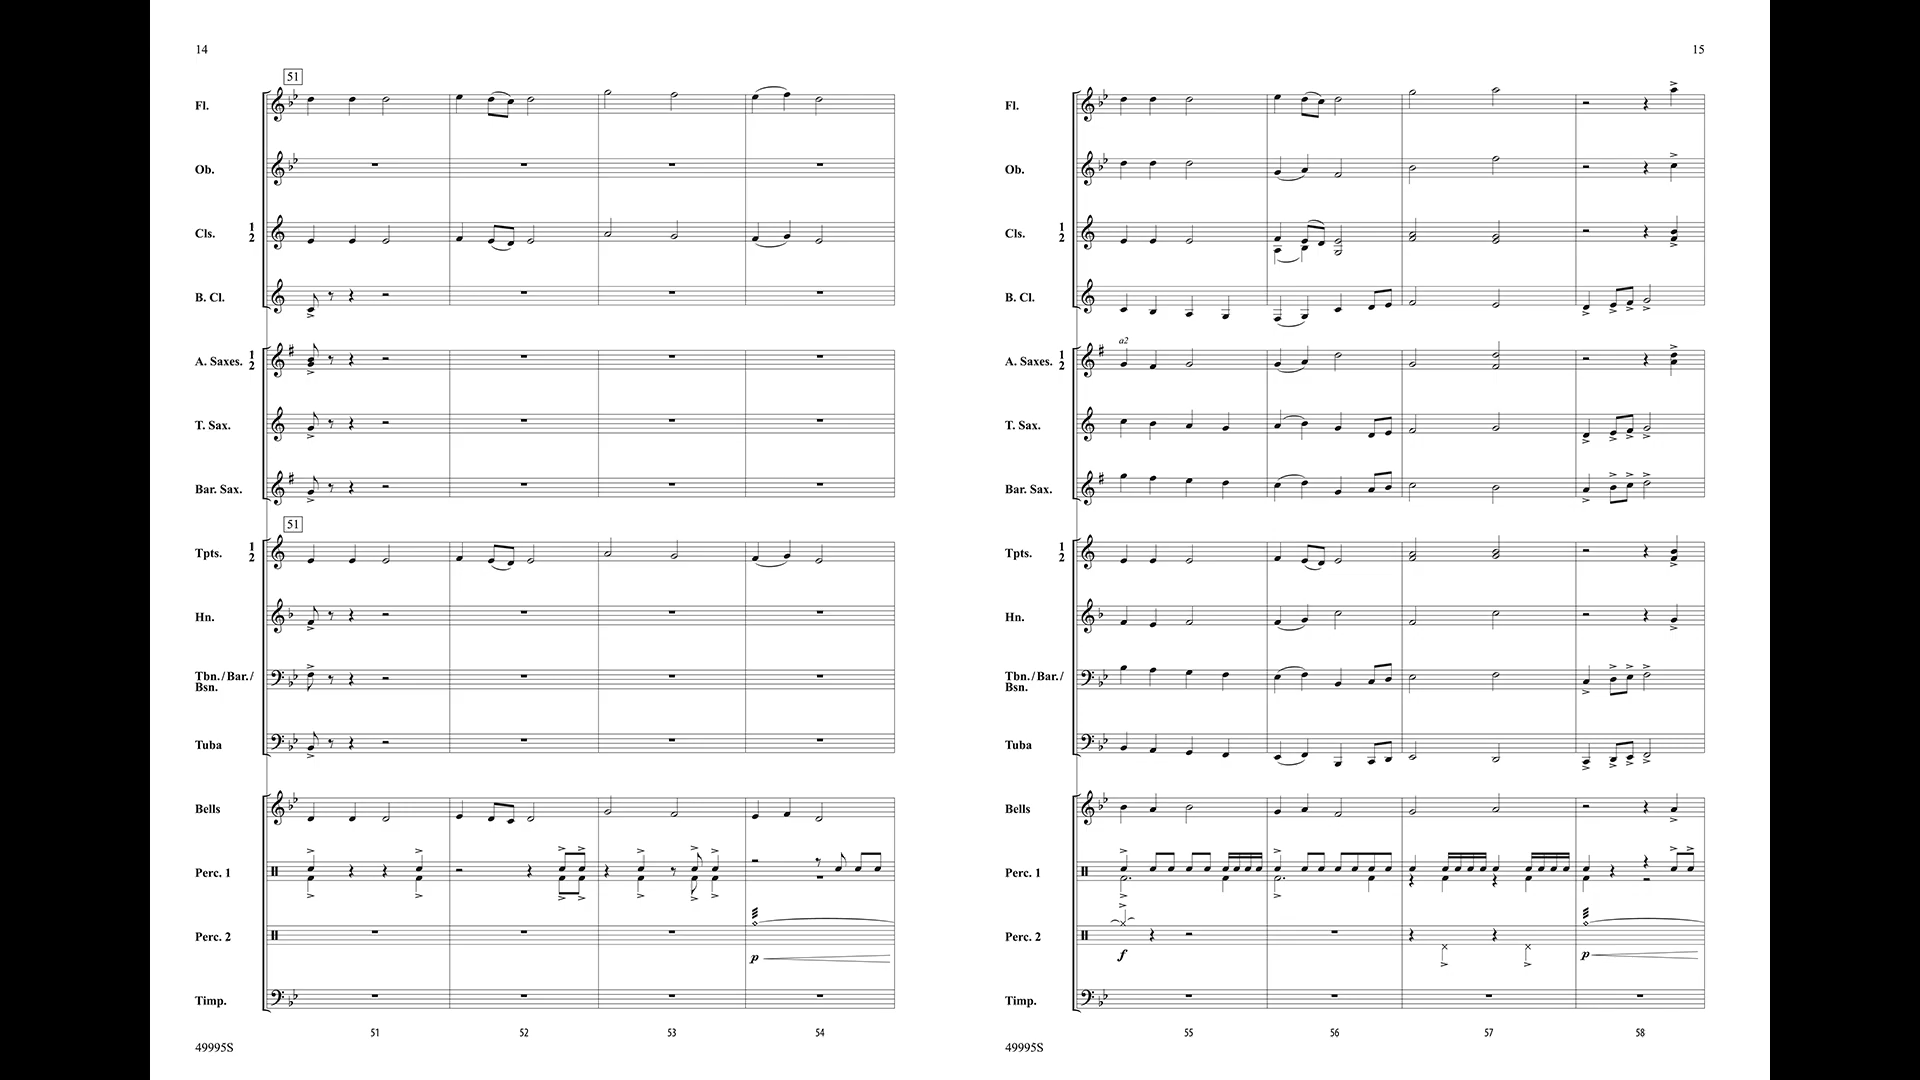 14
51
Fl.
Ob.
Cls. 1
2
B. Cl.
A. Saxes. 1
2
T. Sax.
Bar. Sax.
51
Tpts. 1
2
Hn.
Tbn./Bar./
Bsn.
Tuba
Bells
Perc. 1
Perc. 2
p
Timp.
51 52 53 54
49995S
15
Fl.
Ob.
Cls. 1
2
B. Cl.
a2
A. Saxes. 1
2
T. Sax.
Bar. Sax.
Tpts. 1
2
Hn.
Tbn./Bar./
Bsn.
Tuba
Bells
Perc. 1
Perc. 2
f p
Timp.
55 56 57 58
49995S